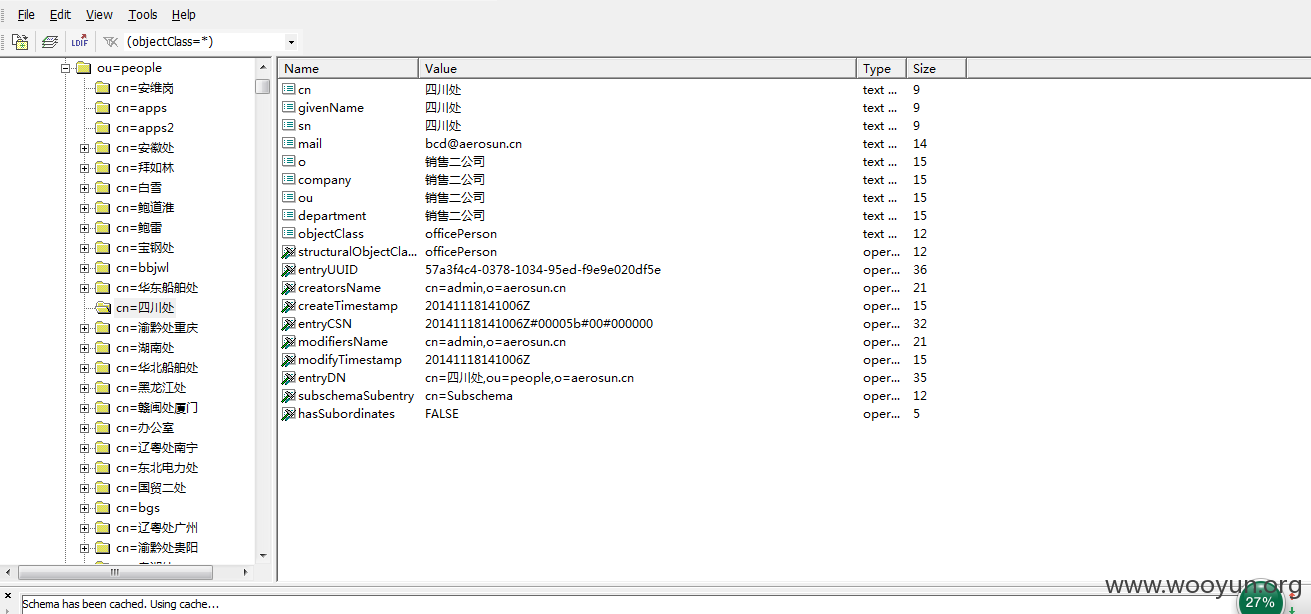 File Edit View Tools Help
LDIF (objectClass=*)
ou=people
cn=安维岗
cn=apps
cn=apps2
cn=安徽处
cn=拜如林
cn=白雪
cn=鲍道淮
cn=鲍雷
cn=宝钢处
cn=bbjwl
cn=华东船舶处
cn=四川处
cn=渝黔处重庆
cn=湖南处
cn=华北船舶处
cn=黑龙江处
cn=赣闽处厦门
cn=办公室
cn=辽粤处南宁
cn=东北电力处
cn=国贸二处
cn=bgs
cn=辽粤处广州
cn=渝黔处贵阳
Name Value Type Size
cn 四川处 text ... 9
givenName 四川处 text ... 9
sn 四川处 text ... 9
mail bcd@aerosun.cn text ... 14
o 销售二公司 text ... 15
company 销售二公司 text ... 15
ou 销售二公司 text ... 15
department 销售二公司 text ... 15
objectClass officePerson text ... 12
structuralObjectCla... officePerson oper... 12
entryUUID 57a3f4c4-0378-1034-95ed-f9e9e020df5e oper... 36
creatorsName cn=admin,o=aerosun.cn oper... 21
createTimestamp 20141118141006Z oper... 15
entryCSN 20141118141006Z#00005b#00#000000 oper... 32
modifiersName cn=admin,o=aerosun.cn oper... 21
modifyTimestamp 20141118141006Z oper... 15
entryDN cn=四川处,ou=people,o=aerosun.cn oper... 35
subschemaSubentry cn=Subschema oper... 12
hasSubordinates FALSE oper... 5
Schema has been cached. Using cache...
www.wooyun.org
27%